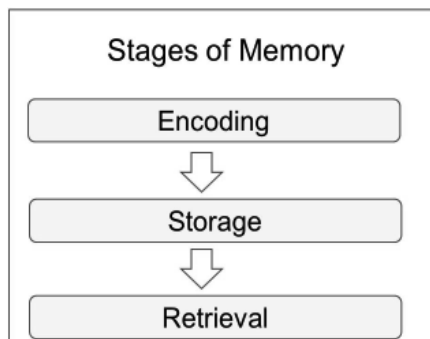 Stages of Memory
Encoding
Storage
Retrieval